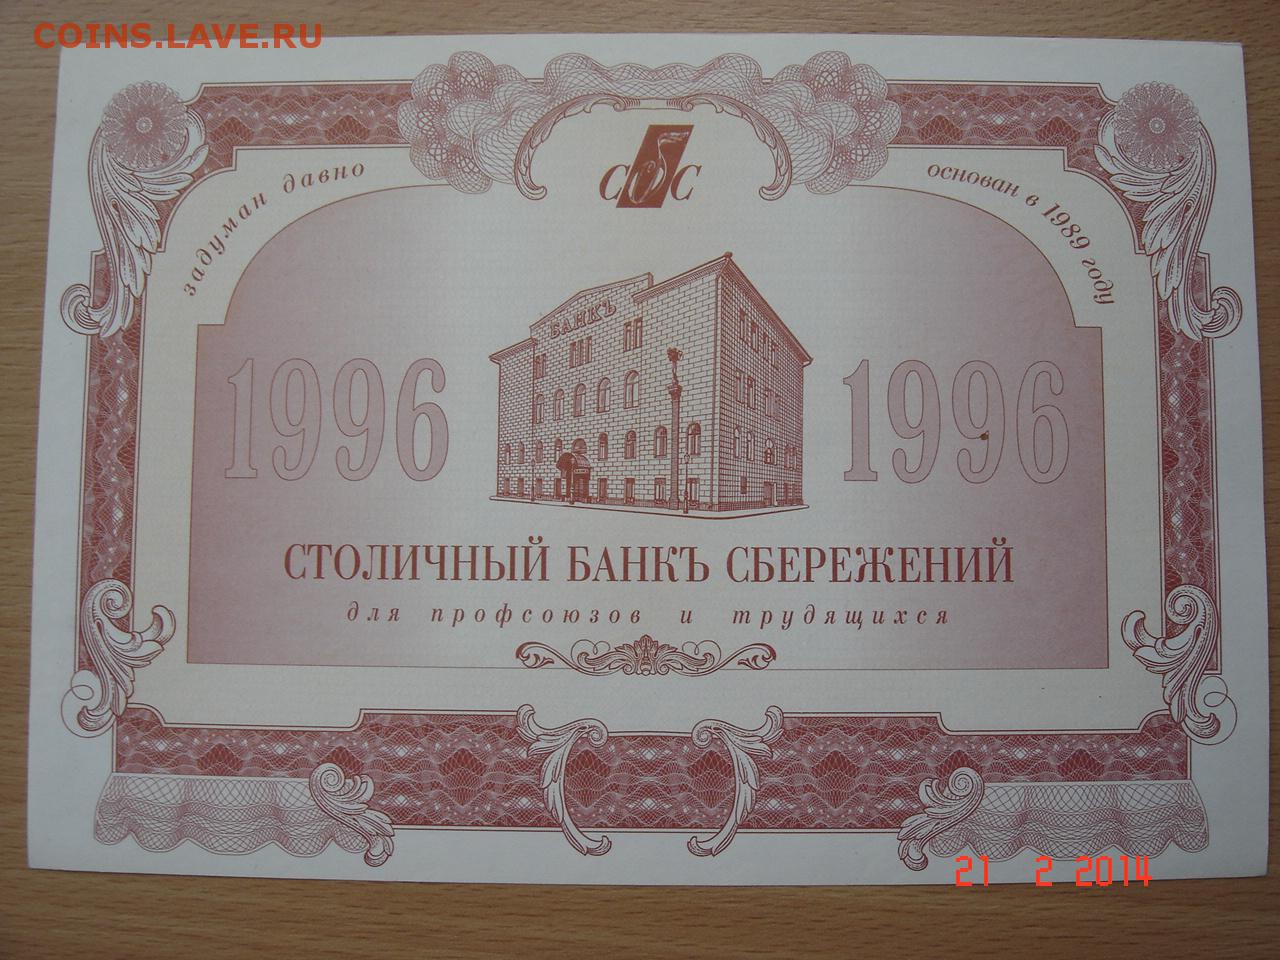 COINS.LAVE.RU
СбС
задуман давно
основан в 1989 году
БАНКЪ
1996
1996
СТОЛИЧНЫЙ БАНКЪ СБЕРЕЖЕНИЙ
для профсоюзов и трудящихся
21 2 2014